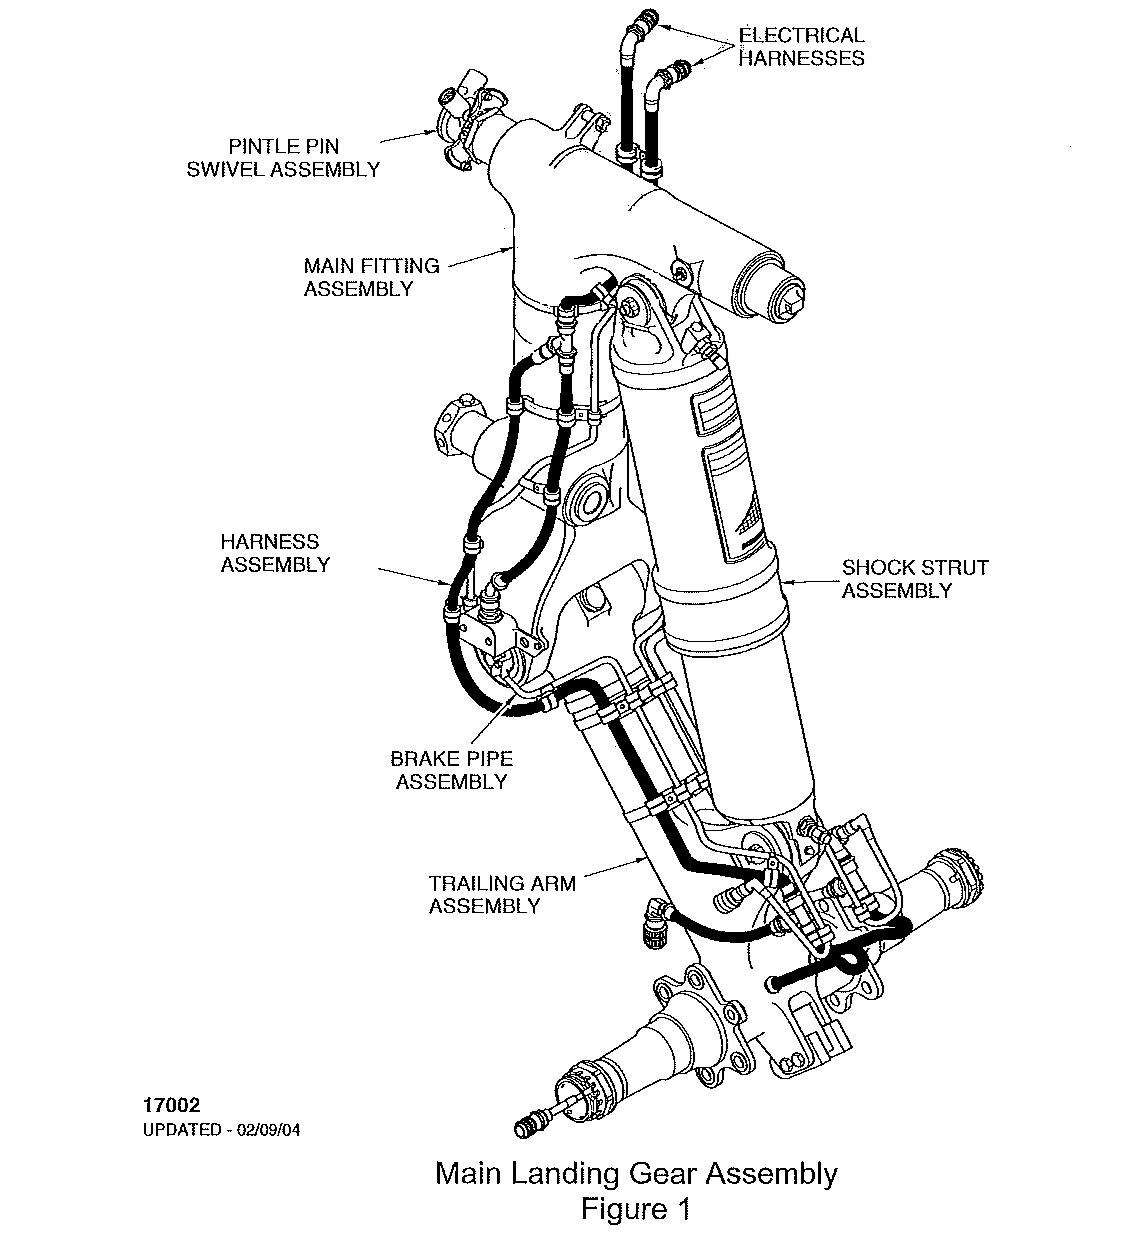 ELECTRICAL
HARNESSES
PINTLE PIN
SWIVEL ASSEMBLY
MAIN FITTING
ASSEMBLY
HARNESS
ASSEMBLY
SHOCK STRUT
ASSEMBLY
BRAKE PIPE
ASSEMBLY
TRAILING ARM
ASSEMBLY
17002
UPDATED - 02/09/04
Main Landing Gear Assembly
Figure 1